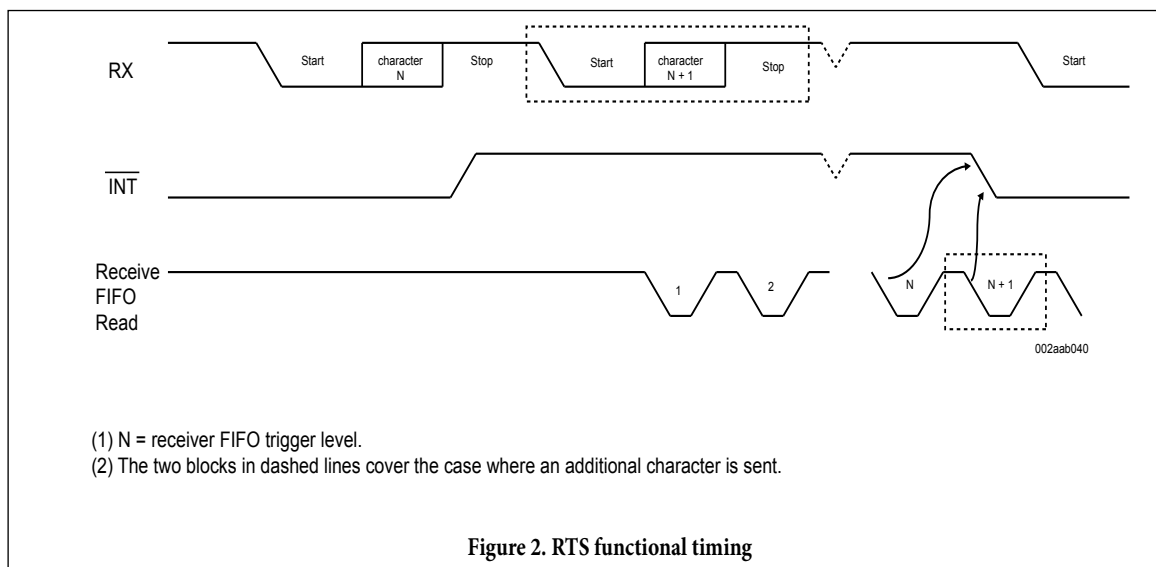 RX
Start
character
N
Stop
Start
character
N + 1
Stop
Start
INT
Receive
FIFO
Read
1
2
N
N + 1
002aab040
(1) N = receiver FIFO trigger level.
(2) The two blocks in dashed lines cover the case where an additional character is sent.
Figure 2. RTS functional timing